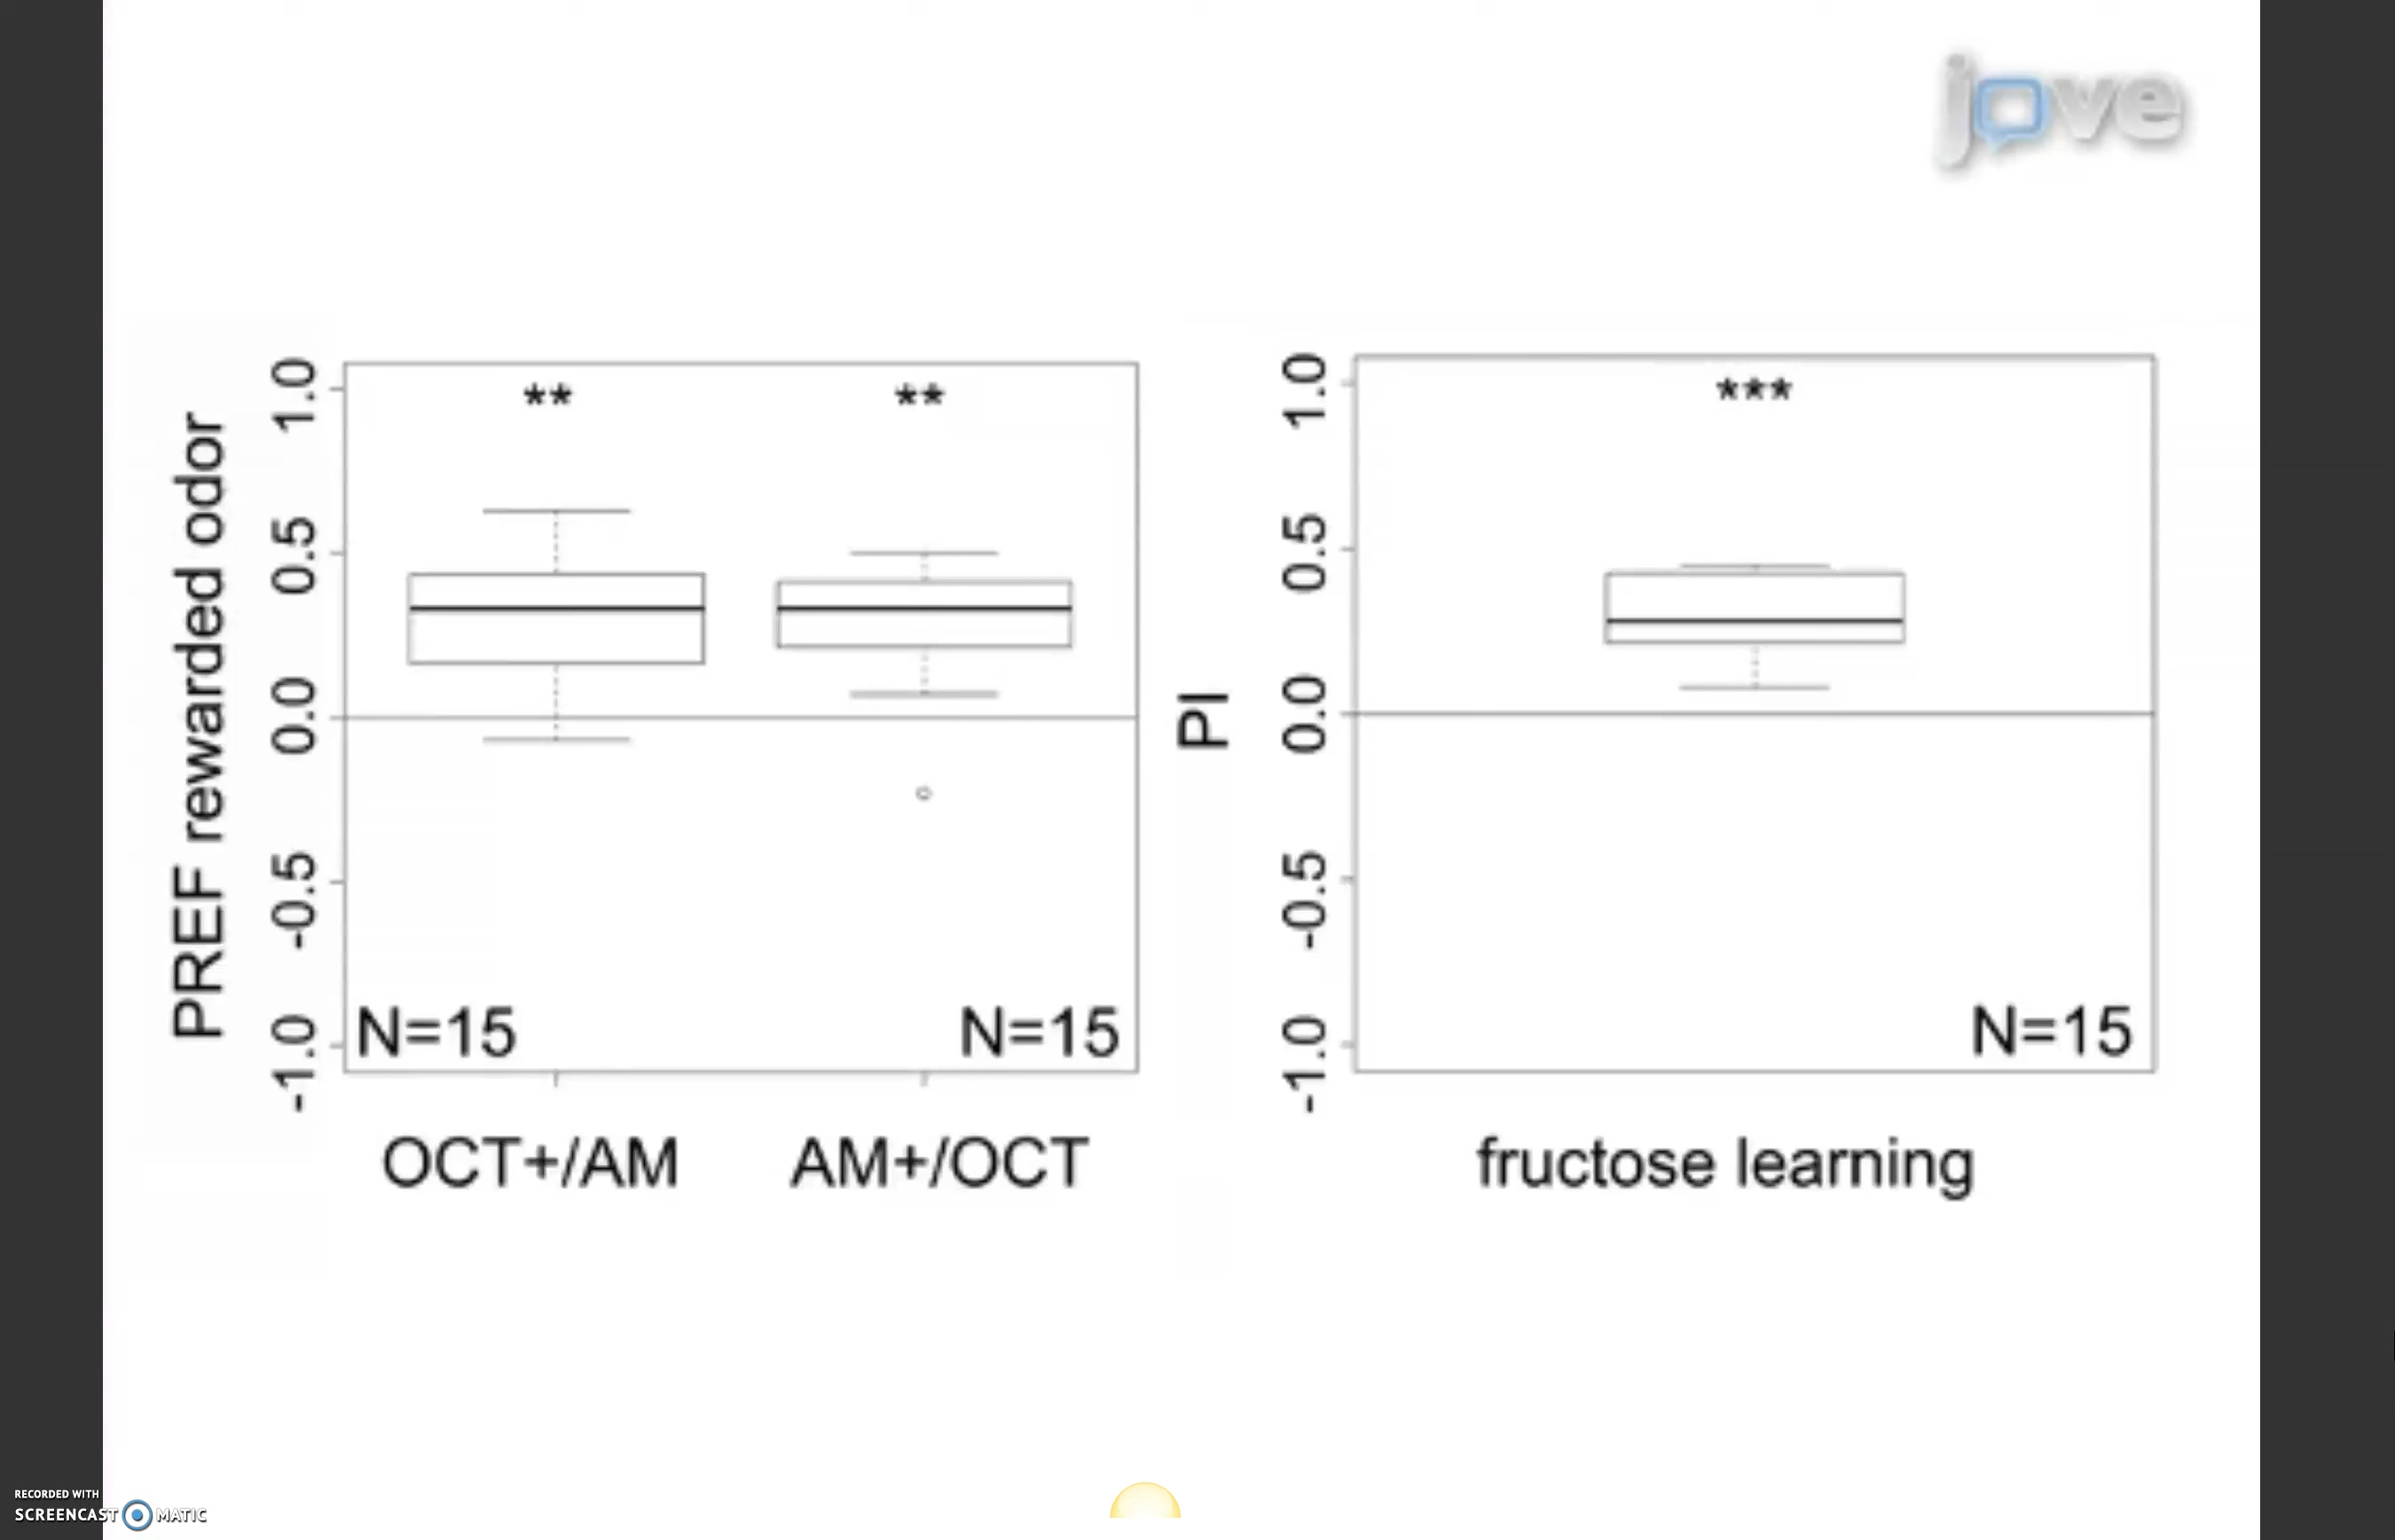 jove
PREF rewarded odor
1.0
0.5
0.0
-0.5
-1.0
**
**
N=15
N=15
OCT+/AM
AM+/OCT
PI
1.0
0.5
0.0
-0.5
-1.0
***
N=15
fructose learning
RECORDED WITH
SCREENCAST MATIC